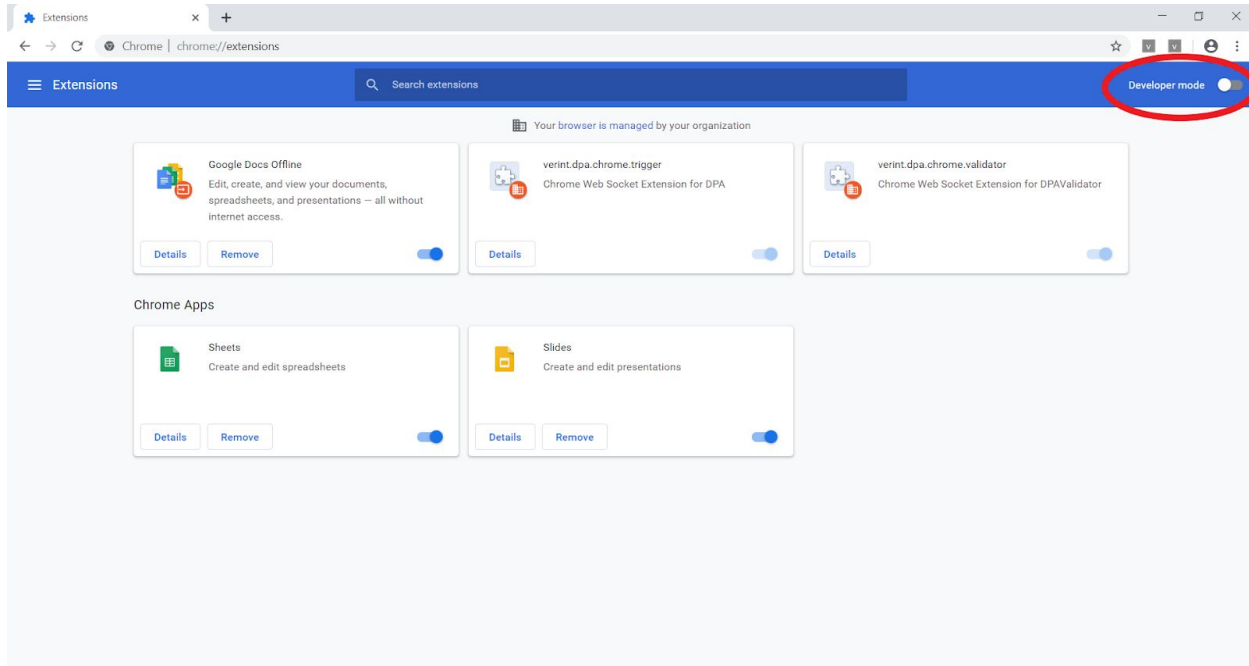 Extensions
Chrome | chrome://extensions
V V
Extensions
Search extensions
Developer mode
Your browser is managed by your organization
Google Docs Offline
Edit, create, and view your documents,
spreadsheets, and presentations — all without
internet access.
Details Remove
verint.dpa.chrome.trigger
Chrome Web Socket Extension for DPA
Details
verint.dpa.chrome.validator
Chrome Web Socket Extension for DPAValidator
Details
Chrome Apps
Sheets
Create and edit spreadsheets
Details Remove
Slides
Create and edit presentations
Details Remove